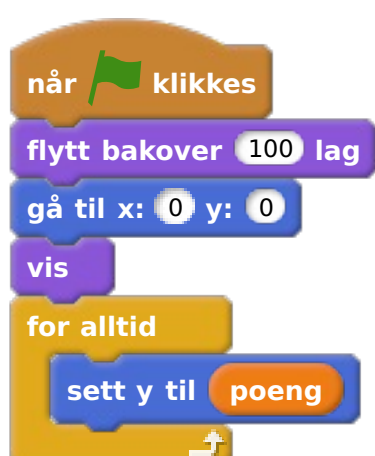 når klikkes
flytt bakover 100 lag
gå til x: 0 y: 0
vis
for alltid
sett y til poeng